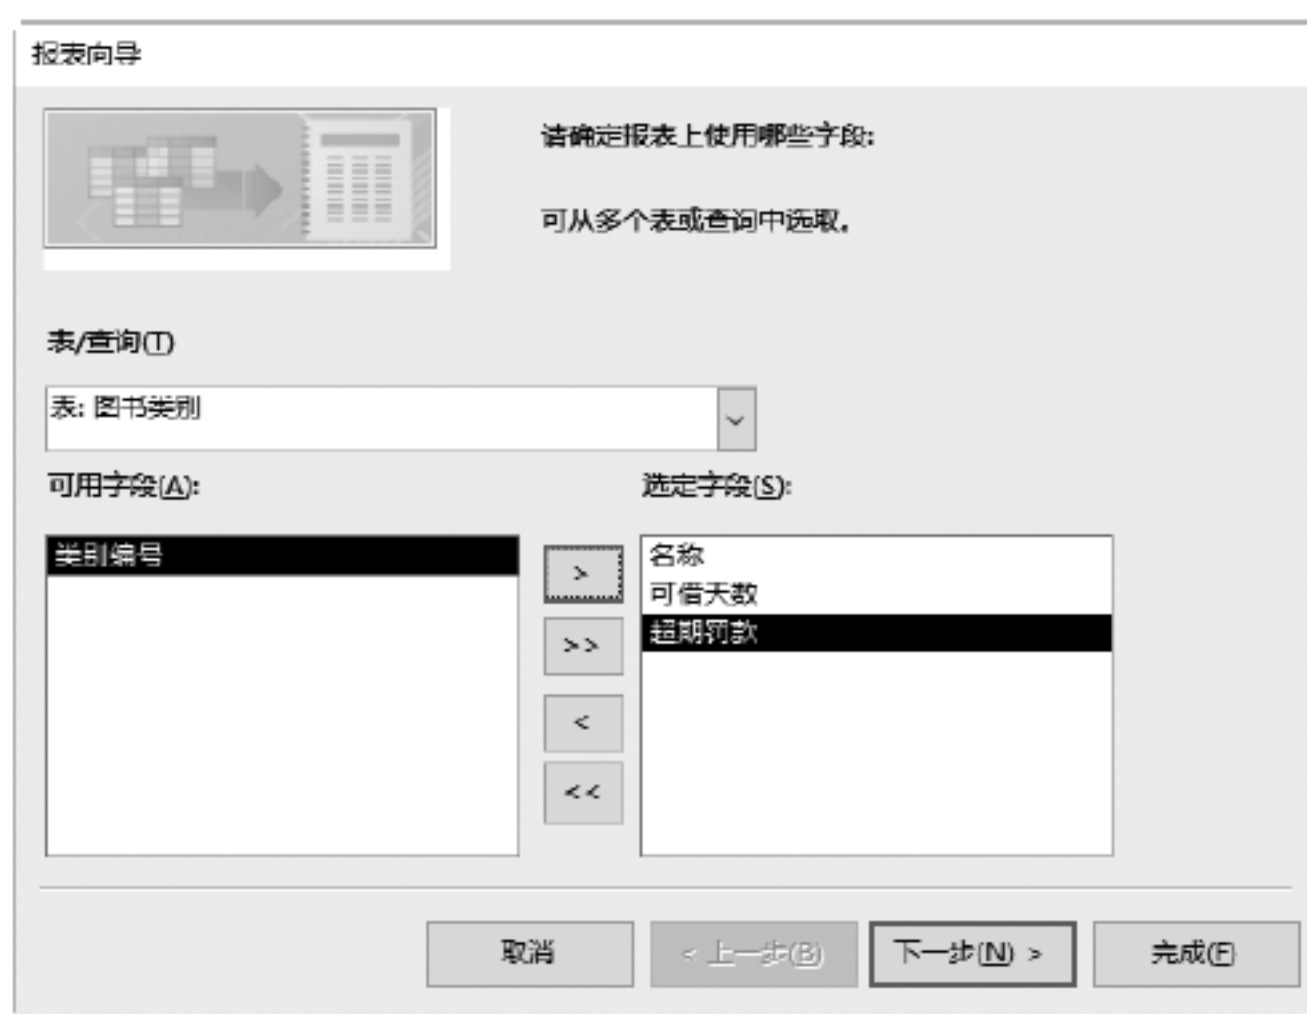 报表向导
请确定报表上使用哪些字段:
可从多个表或查询中选取。
表/查询(T)
表: 图书类别
可用字段(A):
选定字段(S):
类别编号
>
>>
<
<<
名称
可借天数
超期罚款
取消
< 上一步(B)
下一步(N) >
完成(F)